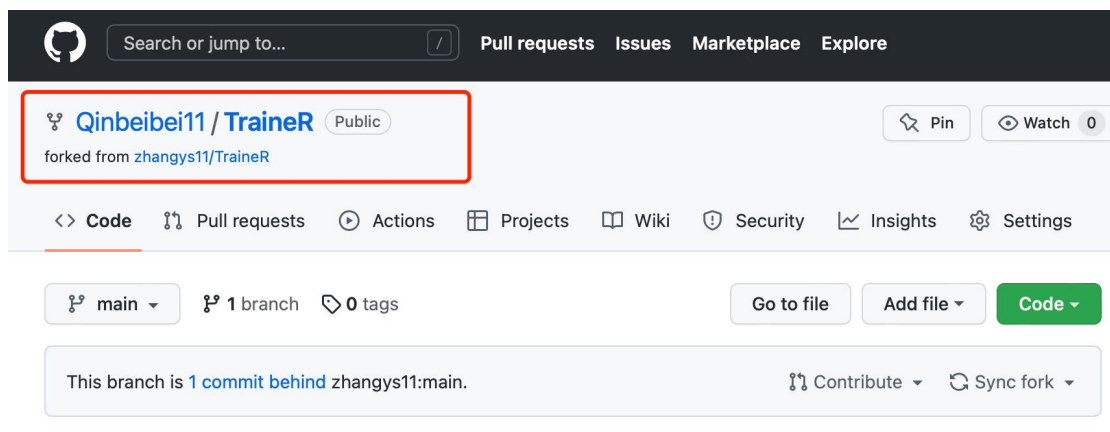 Search or jump to... / Pull requests Issues Marketplace Explore
Qinbeibei11 / TraineR Public Pin Watch 0
forked from zhangys11/TraineR
<> Code Pull requests Actions Projects Wiki Security Insights Settings
main 1 branch 0 tags Go to file Add file Code
This branch is 1 commit behind zhangys11:main. Contribute Sync fork